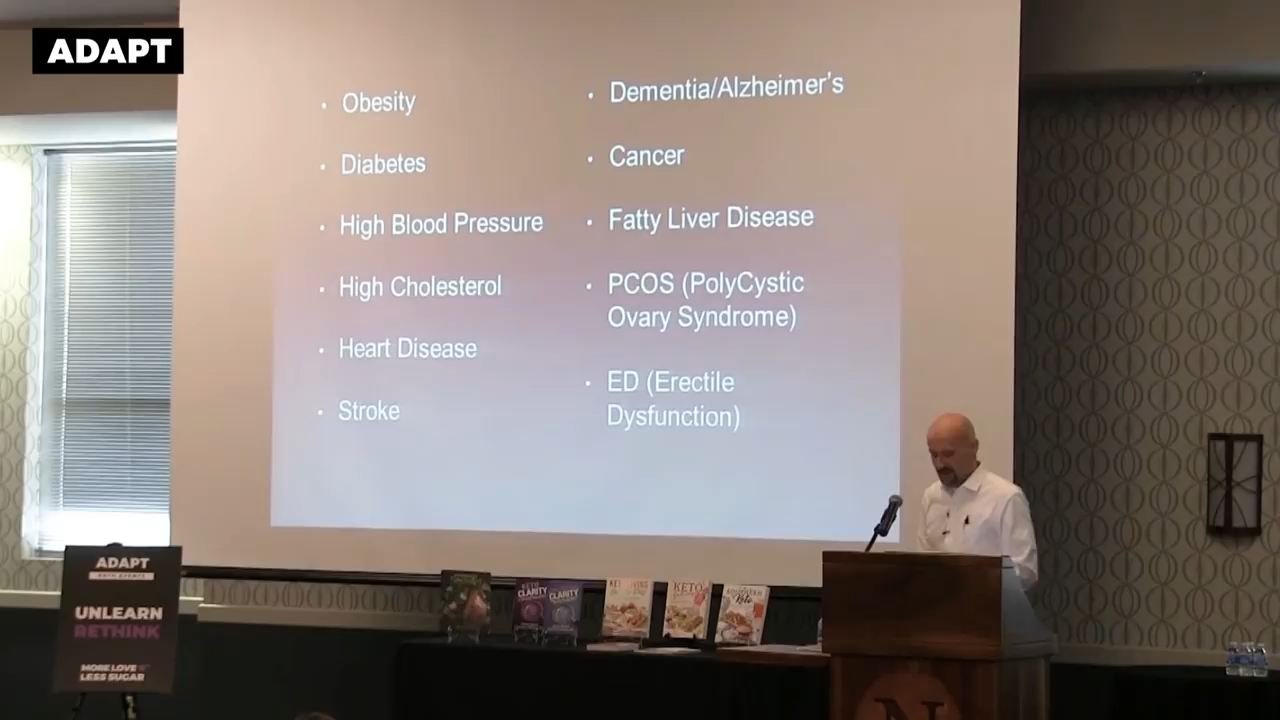 ADAPT
• Obesity
• Diabetes
• High Blood Pressure
• High Cholesterol
• Heart Disease
• Stroke
• Dementia/Alzheimer's
• Cancer
• Fatty Liver Disease
• PCOS (PolyCystic
Ovary Syndrome)
• ED (Erectile
Dysfunction)
ADAPT
UNLEARN
RETHINK
MORE LOVE
LESS SUGAR
KETO
CLARITY
CLARITY
KETO
Keto
N